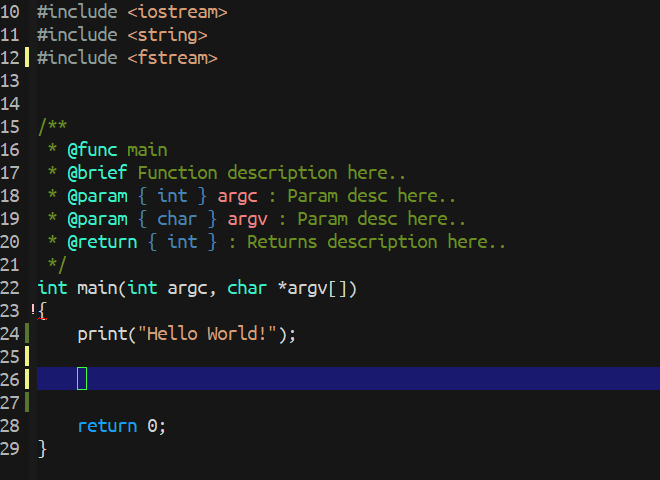 10 #include <iostream>
11 #include <string>
12 #include <fstream>
13
14
15 /**
16  * @func main
17  * @brief Function description here..
18  * @param { int } argc : Param desc here..
19  * @param { char } argv : Param desc here..
20  * @return { int } : Returns description here..
21  */
22 int main(int argc, char *argv[])
23 !{
24     print("Hello World!");
25
26
27
28     return 0;
29 }